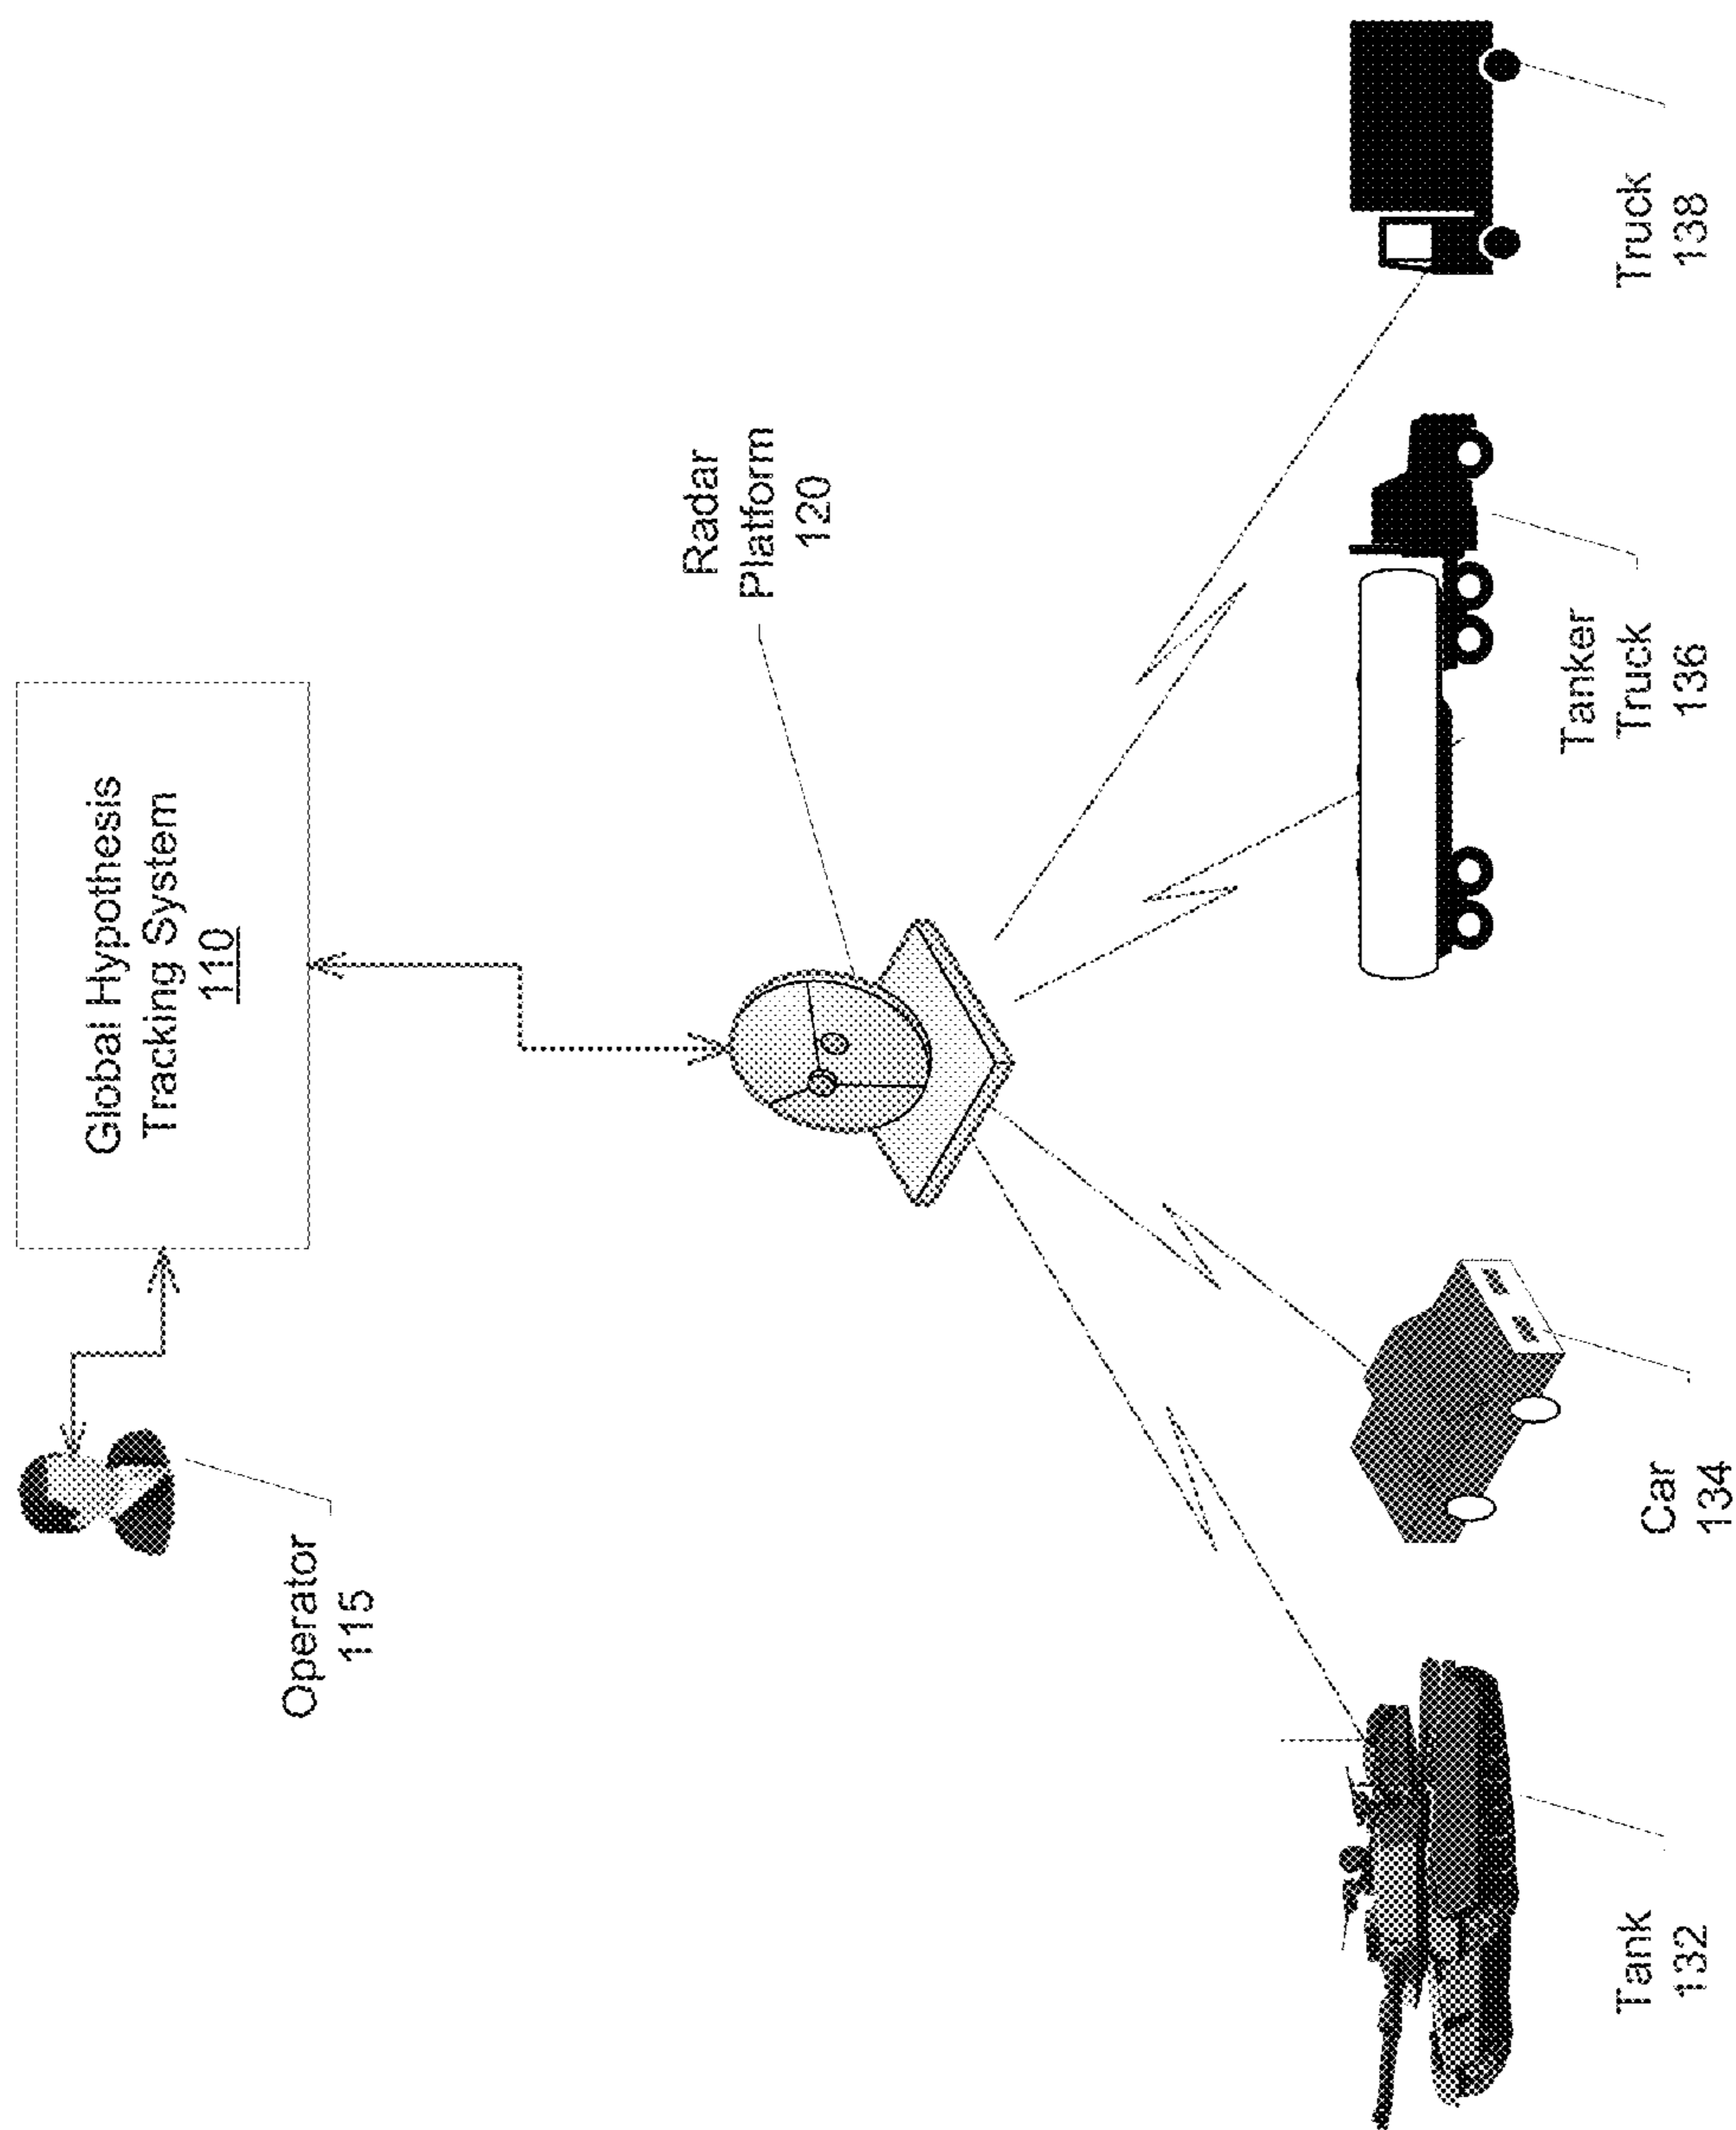 Global Hypothesis
Tracking System
110
Operator
115
Radar
Platform
120
Tank
132
Car
134
Tanker
Truck
136
Truck
138